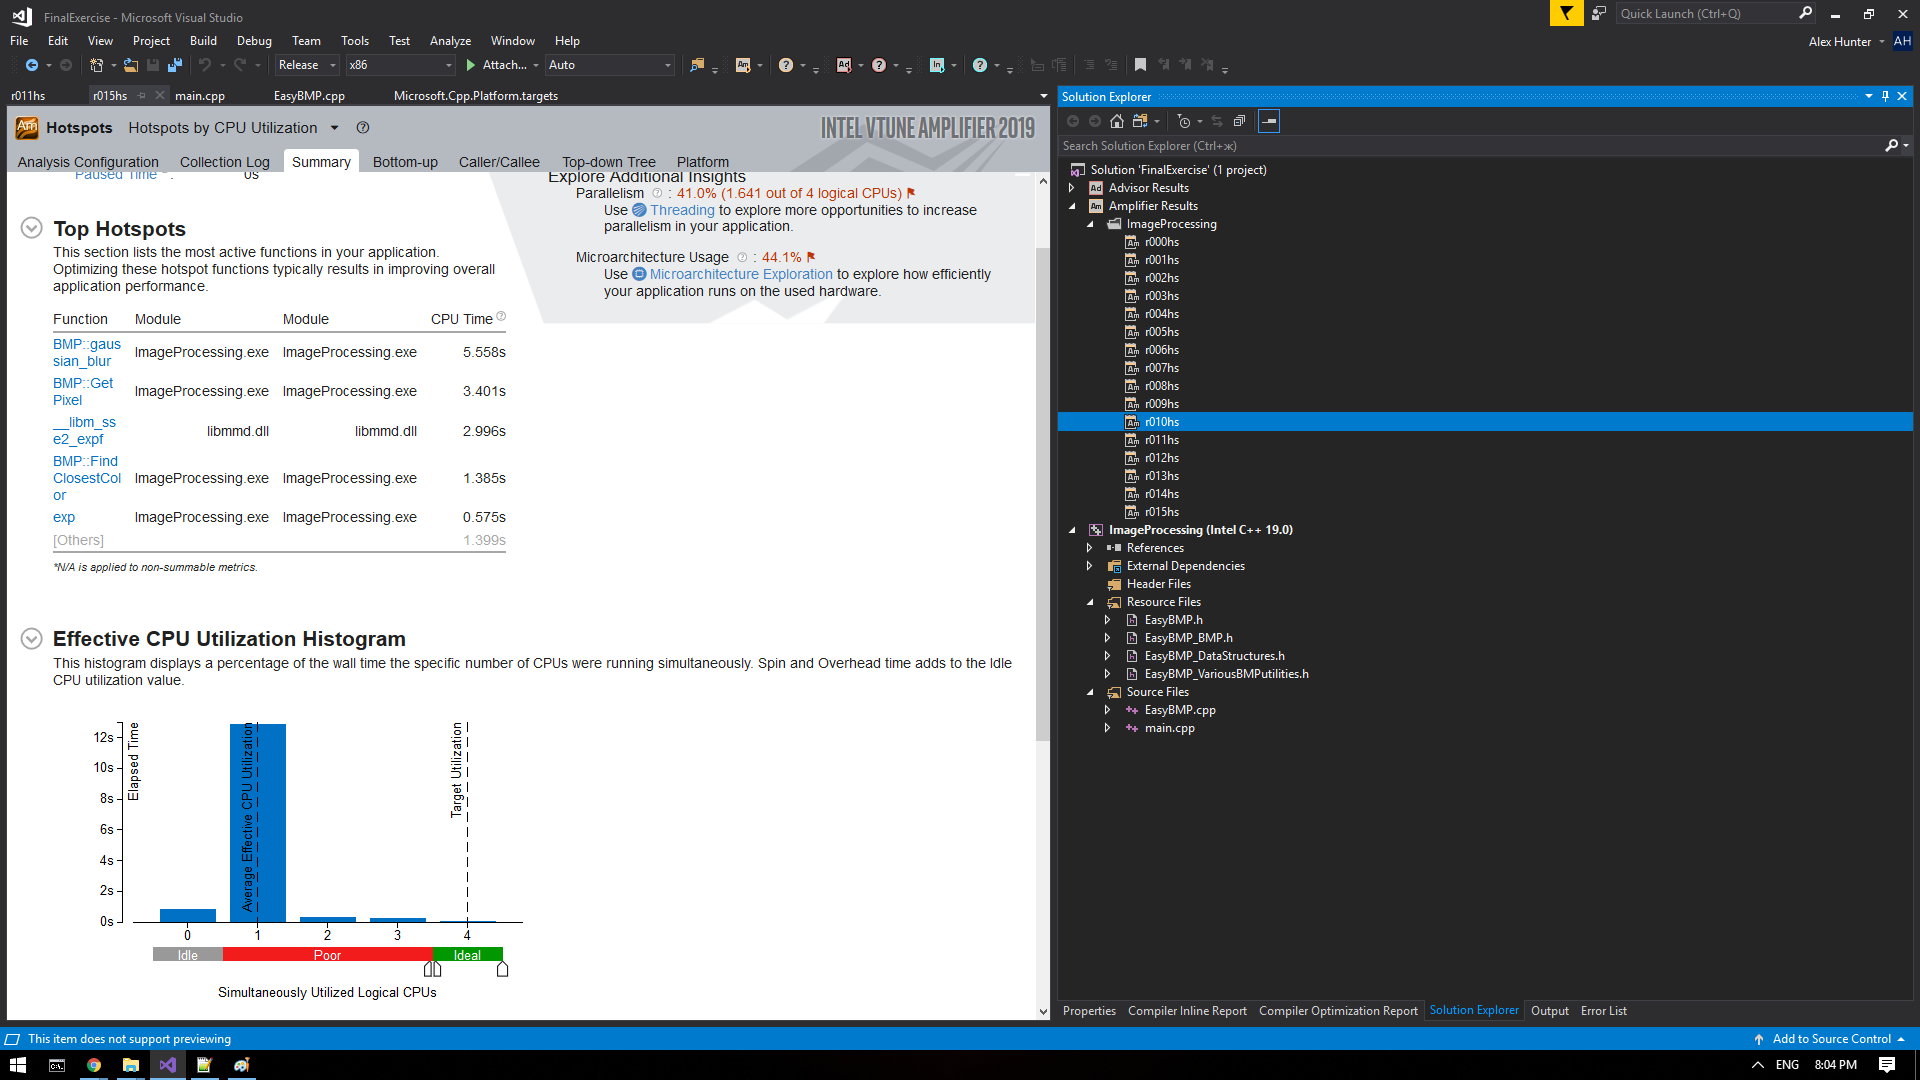 FinalExercise - Microsoft Visual Studio
Quick Launch (Ctrl+Q)
File Edit View Project Build Debug Team Tools Test Analyze Window Help
Alex Hunter AH
Release x86 Attach... Auto
r011hs r015hs main.cpp EasyBMP.cpp Microsoft.Cpp.Platform.targets
Am Hotspots Hotspots by CPU Utilization
INTEL VTUNE AMPLIFIER 2019
Analysis Configuration Collection Log Summary Bottom-up Caller/Callee Top-down Tree Platform
Paused Time : 0s
Top Hotspots
This section lists the most active functions in your application.
Optimizing these hotspot functions typically results in improving overall
application performance.
Function Module Module CPU Time
BMP::gaus
sian_blur ImageProcessing.exe ImageProcessing.exe 5.558s
BMP::Get
Pixel ImageProcessing.exe ImageProcessing.exe 3.401s
__libm_ss
e2_expf libmmd.dll libmmd.dll 2.996s
BMP::Find
ClosestCol
or ImageProcessing.exe ImageProcessing.exe 1.385s
exp ImageProcessing.exe ImageProcessing.exe 0.575s
[Others] 1.399s
*N/A is applied to non-summable metrics.
Explore Additional Insights
Parallelism : 41.0% (1.641 out of 4 logical CPUs)
Use Threading to explore more opportunities to increase
parallelism in your application.
Microarchitecture Usage : 44.1%
Use Microarchitecture Exploration to explore how efficiently
your application runs on the used hardware.
Effective CPU Utilization Histogram
This histogram displays a percentage of the wall time the specific number of CPUs were running simultaneously. Spin and Overhead time adds to the Idle
CPU utilization value.
12s
10s
8s
6s
4s
2s
0s
Elapsed Time
Average Effective CPU Utilization
Target Utilization
0 1 2 3 4
Idle Poor Ideal
Simultaneously Utilized Logical CPUs
Solution Explorer
Search Solution Explorer (Ctrl+ж)
Solution 'FinalExercise' (1 project)
Ad Advisor Results
Am Amplifier Results
ImageProcessing
r000hs
r001hs
r002hs
r003hs
r004hs
r005hs
r006hs
r007hs
r008hs
r009hs
r010hs
r011hs
r012hs
r013hs
r014hs
r015hs
ImageProcessing (Intel C++ 19.0)
References
External Dependencies
Header Files
Resource Files
EasyBMP.h
EasyBMP_BMP.h
EasyBMP_DataStructures.h
EasyBMP_VariousBMPutilities.h
Source Files
EasyBMP.cpp
main.cpp
Properties Compiler Inline Report Compiler Optimization Report Solution Explorer Output Error List
This item does not support previewing
Add to Source Control
ENG 8:04 PM